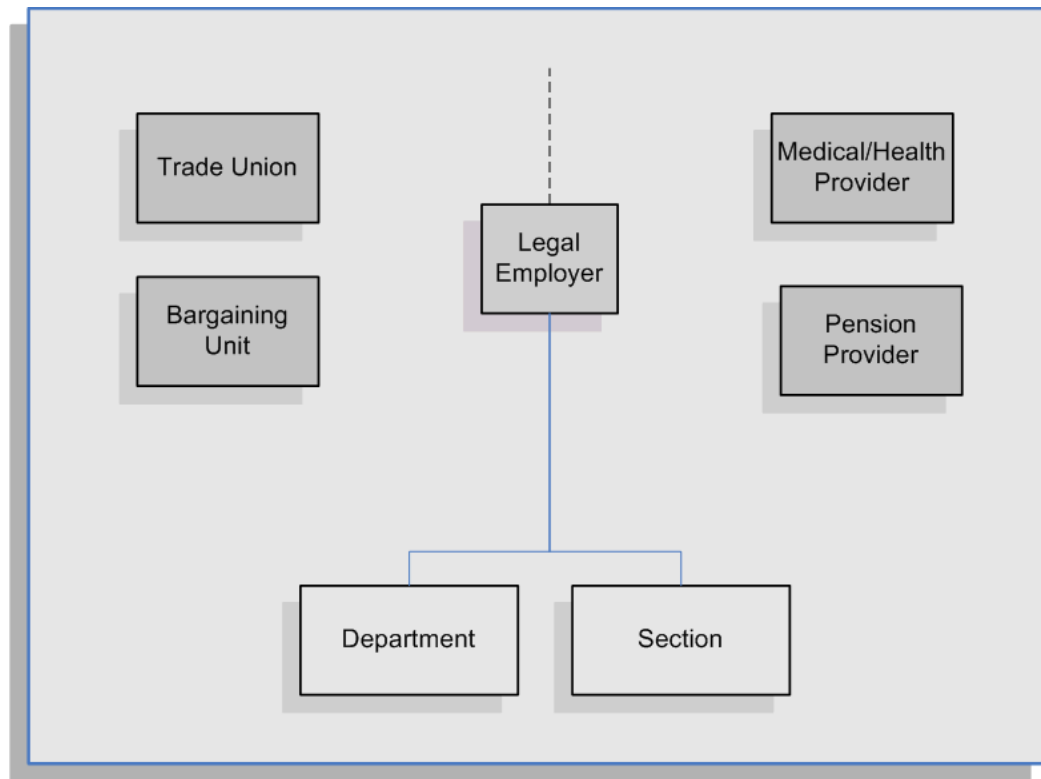 Trade Union
Medical/Health
Provider
Legal
Employer
Bargaining
Unit
Pension
Provider
Department
Section